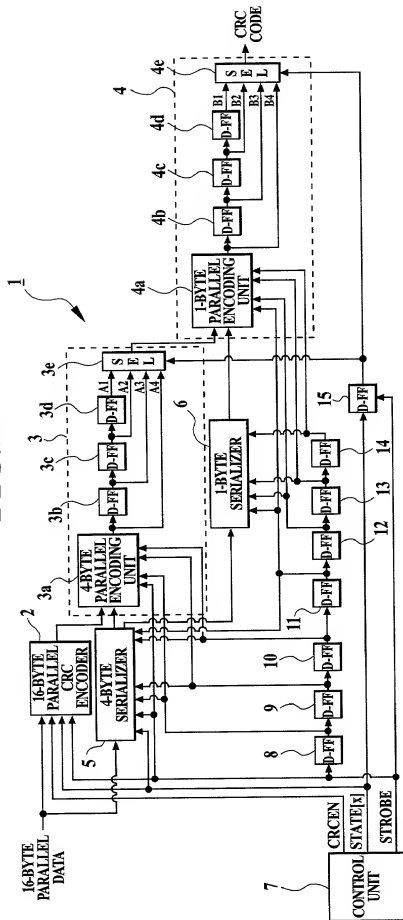 1
16-BYTE
PARALLEL
DATA
2
16-BYTE
PARALLEL
CRC
ENCODER
3
3a
4-BYTE
PARALLEL
ENCODING
UNIT
3b
D-FF
3c
D-FF
3d
D-FF
A1
A2
A3
A4
3e
SEL
4
4a
1-BYTE
PARALLEL
ENCODING
UNIT
4b
D-FF
4c
D-FF
4d
D-FF
B1
B2
B3
B4
4e
SEL
CRC
CODE
5
4-BYTE
SERIALIZER
6
1-BYTE
SERIALIZER
7
CONTROL
UNIT
CRCEN
STATE[x]
STROBE
8
D-FF
9
D-FF
10
D-FF
11
D-FF
12
D-FF
13
D-FF
14
D-FF
15
D-FF